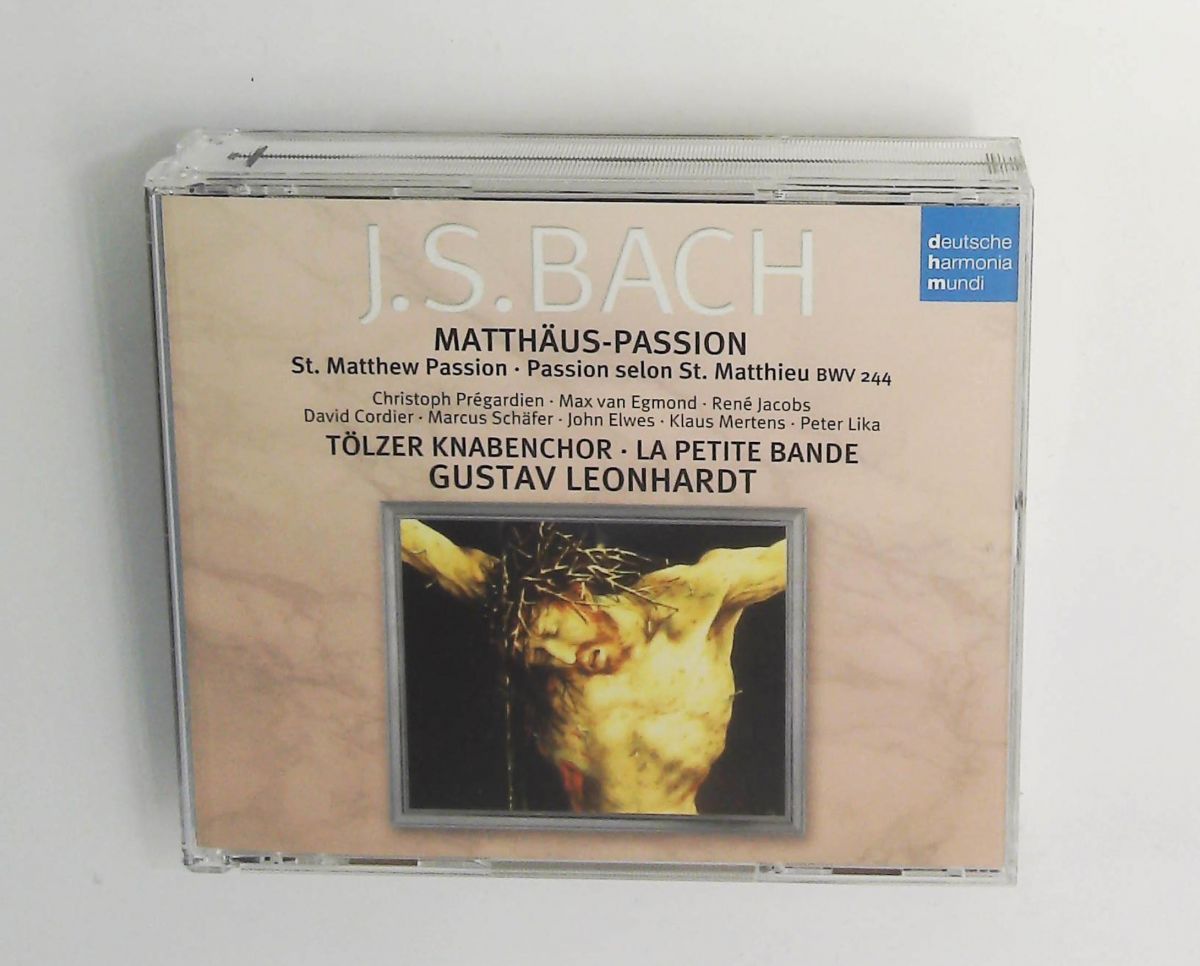 J.S. BACH
deutsche
harmonia
mundi
MATTHÄUS-PASSION
St. Matthew Passion · Passion selon St. Matthieu BWV 244
Christoph Prégardien · Max van Egmond · René Jacobs
David Cordier · Marcus Schäfer · John Elwes · Klaus Mertens · Peter Lika
TÖLZER KNABENCHOR · LA PETITE BANDE
GUSTAV LEONHARDT